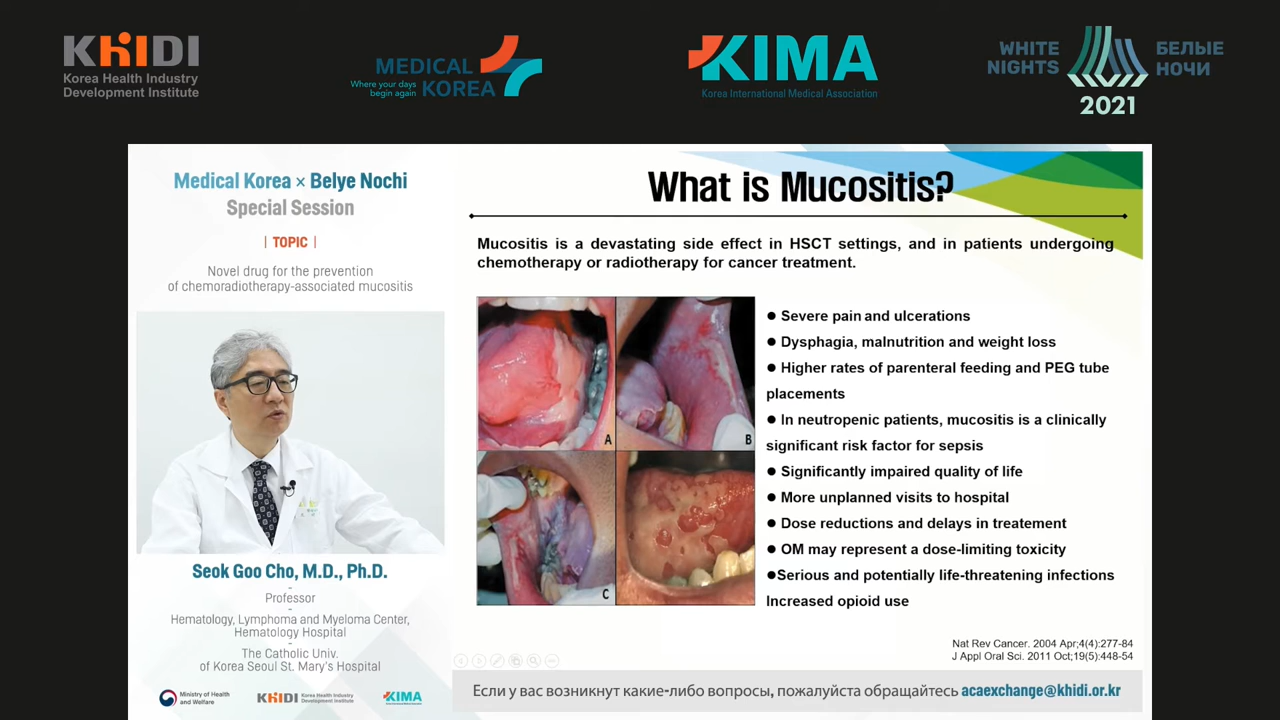 KHIDI
Korea Health Industry
Development Institute
MEDICAL
KOREA
Where your days
begin again
KIMA
Korea International Medical Association
WHITE
NIGHTS
БЕЛЫЕ
НОЧИ
2021
Medical Korea × Belye Nochi
Special Session
| TOPIC |
Novel drug for the prevention
of chemoradiotherapy-associated mucositis
Seok Goo Cho, M.D., Ph.D.
-
Professor
-
Hematology, Lymphoma and Myeloma Center,
Hematology Hospital
-
The Catholic Univ.
of Korea Seoul St. Mary's Hospital
Ministry of Health
and Welfare
KHIDI
Korea Health Industry
Development Institute
KIMA
What is Mucositis?
Mucositis is a devastating side effect in HSCT settings, and in patients undergoing
chemotherapy or radiotherapy for cancer treatment.
A
B
C
● Severe pain and ulcerations
● Dysphagia, malnutrition and weight loss
● Higher rates of parenteral feeding and PEG tube
placements
● In neutropenic patients, mucositis is a clinically
significant risk factor for sepsis
● Significantly impaired quality of life
● More unplanned visits to hospital
● Dose reductions and delays in treatement
● OM may represent a dose-limiting toxicity
●Serious and potentially life-threatening infections
Increased opioid use
Nat Rev Cancer. 2004 Apr;4(4):277-84
J Appl Oral Sci. 2011 Oct;19(5):448-54
Если у вас возникнут какие-либо вопросы, пожалуйста обращайтесь acaexchange@khidi.or.kr